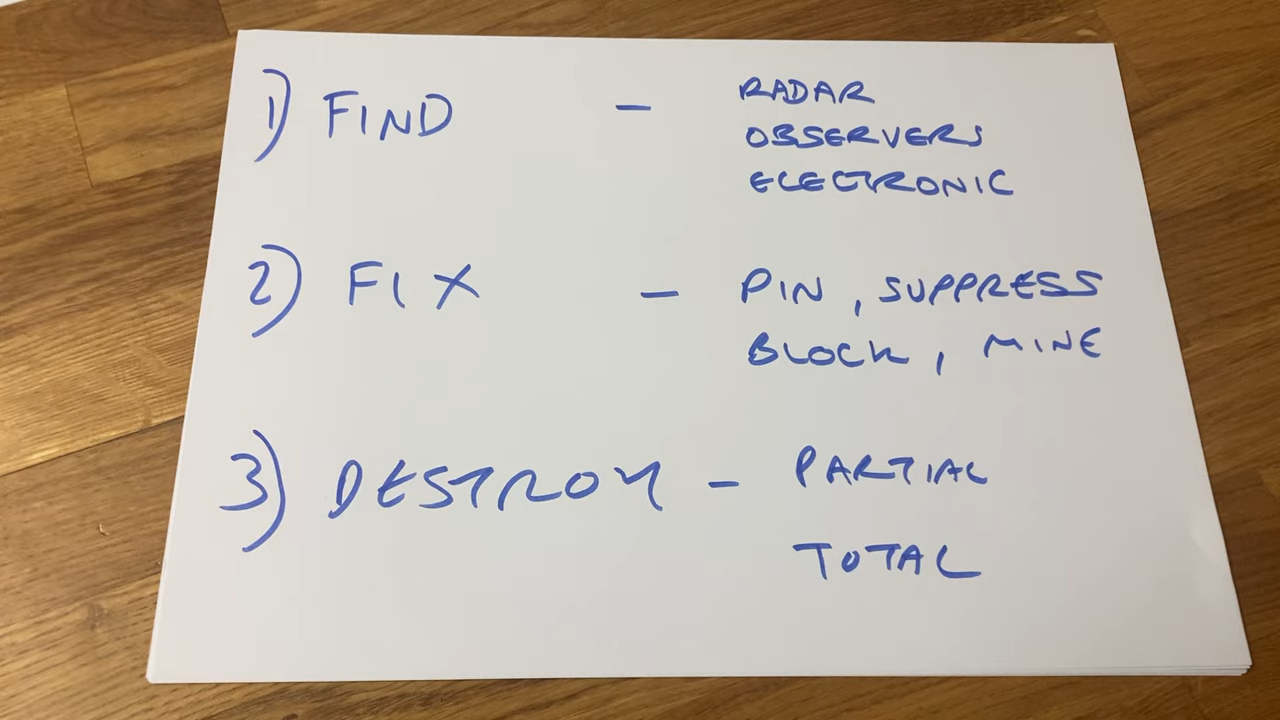 1) FIND - RADAR
OBSERVERS
ELECTRONIC
2) FIX - PIN, SUPPRESS
BLOCK, MINE
3) DESTROY - PARTIAL
TOTAL